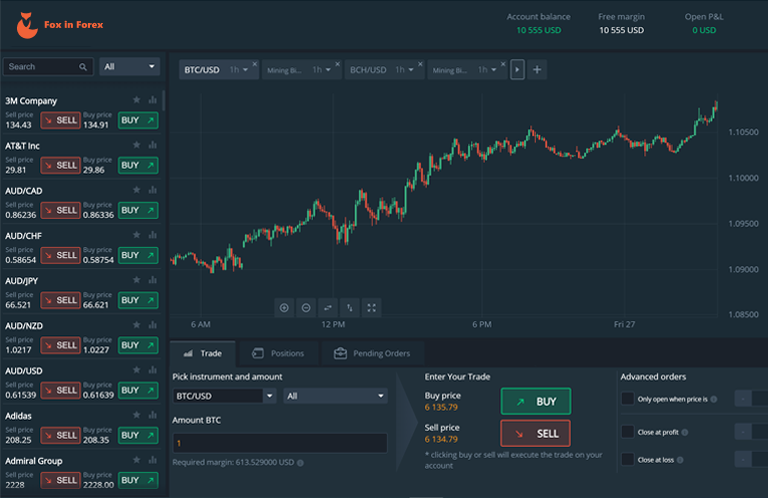 Fox in Forex
Account balance
10 555 USD
Free margin
10 555 USD
Open P&L
0 USD
Search
All
3M Company
Sell price
134.43
SELL
Buy price
134.91
BUY
AT&T Inc
Sell price
29.81
SELL
Buy price
29.86
BUY
AUD/CAD
Sell price
0.86236
SELL
Buy price
0.86336
BUY
AUD/CHF
Sell price
0.58654
SELL
Buy price
0.58754
BUY
AUD/JPY
Sell price
66.521
SELL
Buy price
66.621
BUY
AUD/NZD
Sell price
1.0217
SELL
Buy price
1.0227
BUY
AUD/USD
Sell price
0.61539
SELL
Buy price
0.61639
BUY
Adidas
Sell price
208.25
SELL
Buy price
208.35
BUY
Admiral Group
Sell price
2228
SELL
Buy price
2228.00
BUY
BTC/USD 1h
Mining Bi... 1h
BCH/USD 1h
Mining Bi... 1h
1.10500
1.10000
1.09500
1.09000
1.08500
6 AM
12 PM
6 PM
Fri 27
Trade
Positions
Pending Orders
Pick instrument and amount
BTC/USD
All
Amount BTC
1
Required margin: 613.529000 USD
Enter Your Trade
Buy price
6 135.79
BUY
Sell price
6 134.79
SELL
* clicking buy or sell will execute the trade on your
account
Advanced orders
Only open when price is
-
Close at profit
-
Close at loss
-